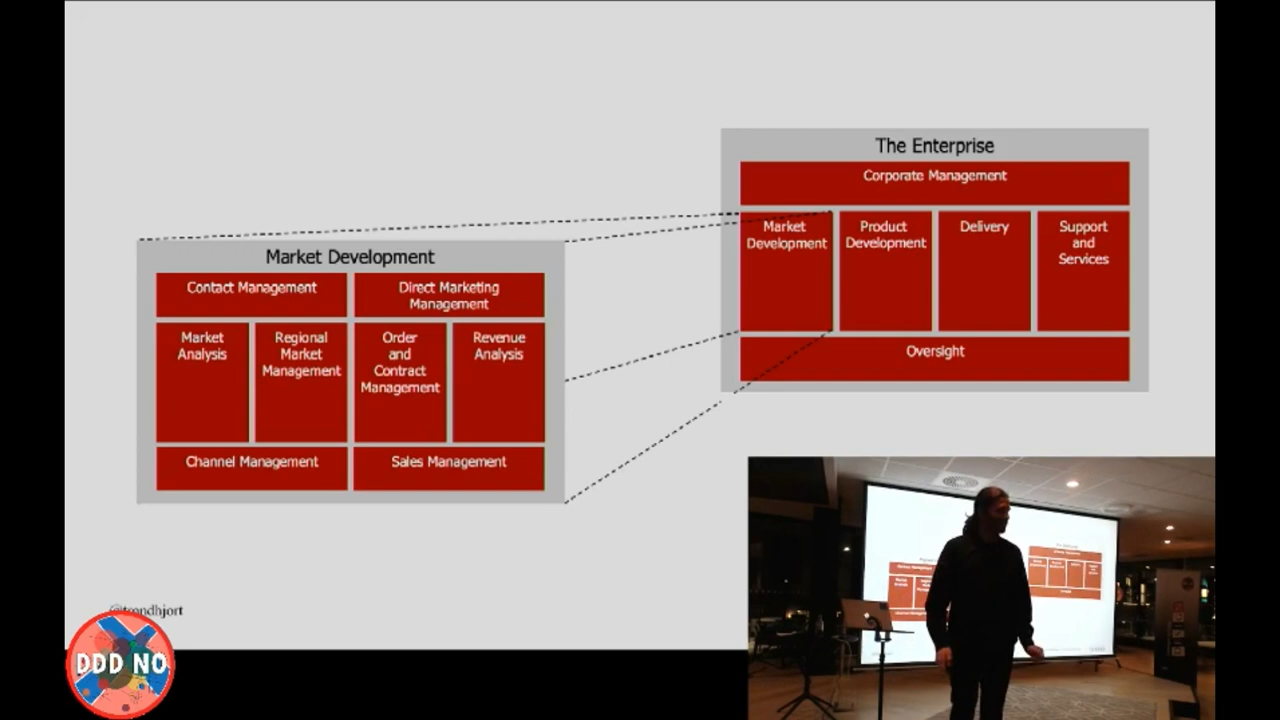 The Enterprise
Corporate Management
Market
Development
Product
Development
Delivery
Support
and
Services
Oversight
Market Development
Contact Management
Direct Marketing
Management
Market
Analysis
Regional
Market
Management
Order
and
Contract
Management
Revenue
Analysis
Channel Management
Sales Management
@trondhjort
DDD NO